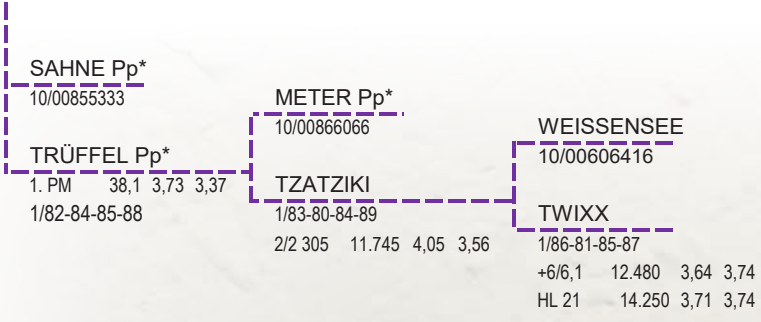 SAHNE Pp*
10/00855333
TRÜFFEL Pp*
1. PM 38,1 3,73 3,37
1/82-84-85-88
METER Pp*
10/00866066
TZATZIKI
1/83-80-84-89
2/2 305 11.745 4,05 3,56
WEISSENSEE
10/00606416
TWIXX
1/86-81-85-87
+6/6,1 12.480 3,64 3,74
HL 21 14.250 3,71 3,74